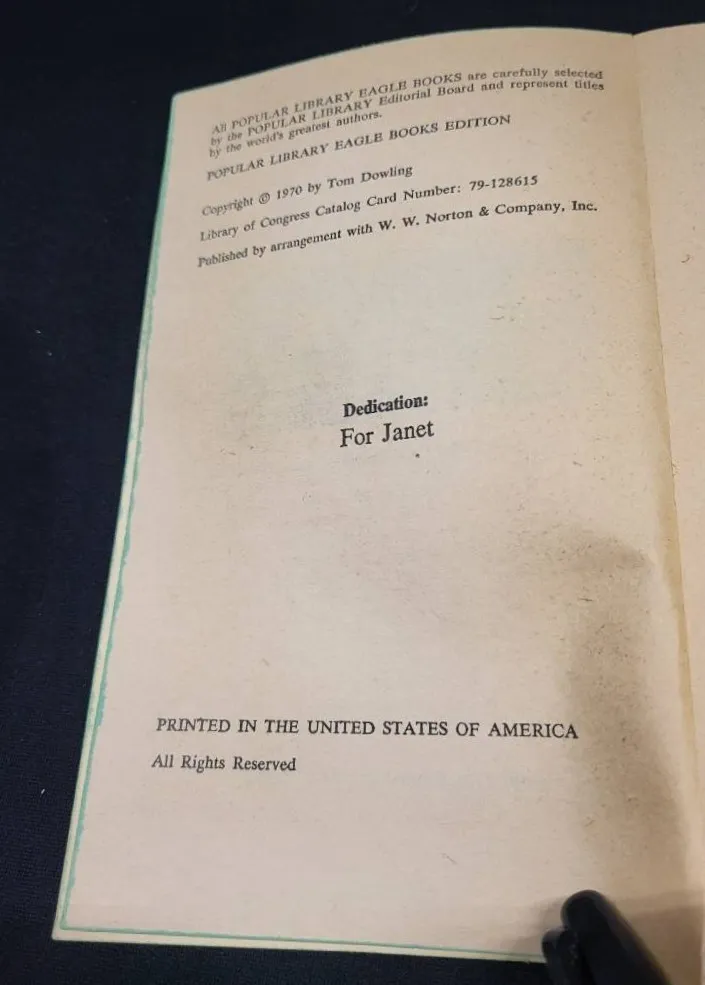 All POPULAR LIBRARY EAGLE BOOKS are carefully selected
by the POPULAR LIBRARY Editorial Board and represent titles
by the world's greatest authors.
POPULAR LIBRARY EAGLE BOOKS EDITION
Copyright © 1970 by Tom Dowling
Library of Congress Catalog Card Number: 79-128615
Published by arrangement with W. W. Norton & Company, Inc.
Dedication:
For Janet
PRINTED IN THE UNITED STATES OF AMERICA
All Rights Reserved